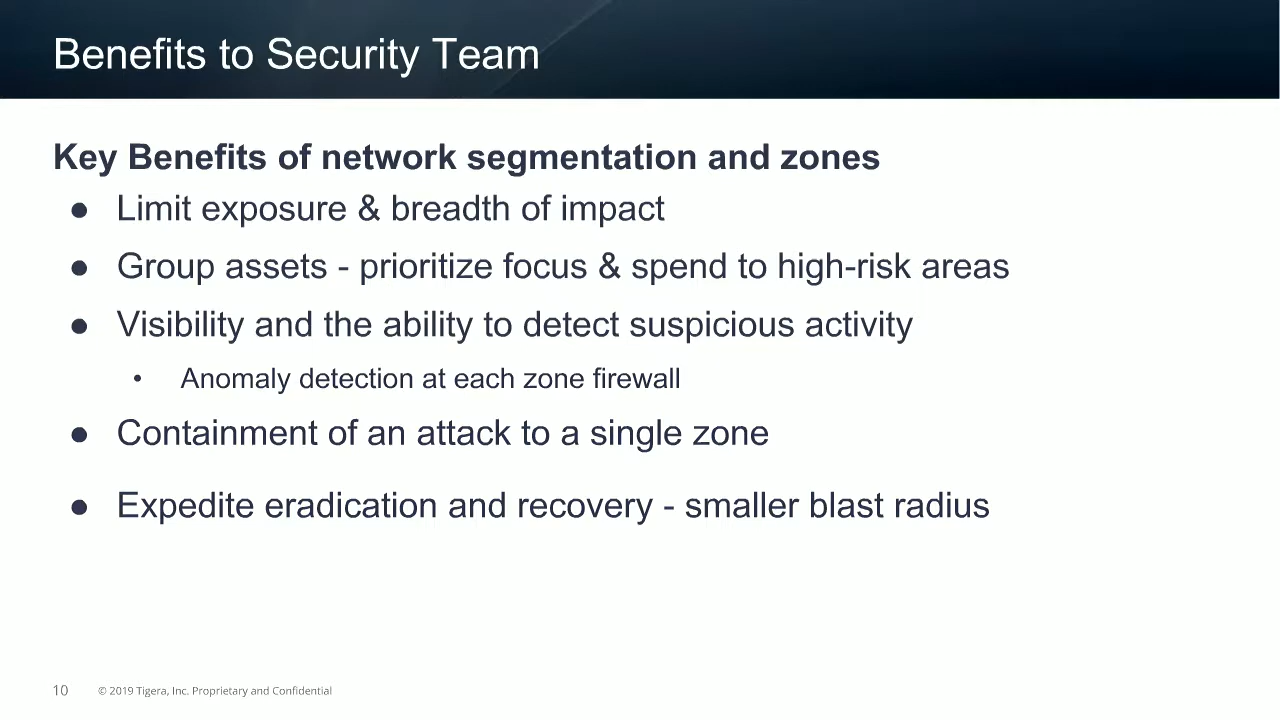 Benefits to Security Team
Key Benefits of network segmentation and zones
● Limit exposure & breadth of impact
● Group assets - prioritize focus & spend to high-risk areas
● Visibility and the ability to detect suspicious activity
• Anomaly detection at each zone firewall
● Containment of an attack to a single zone
● Expedite eradication and recovery - smaller blast radius
10 © 2019 Tigera, Inc. Proprietary and Confidential